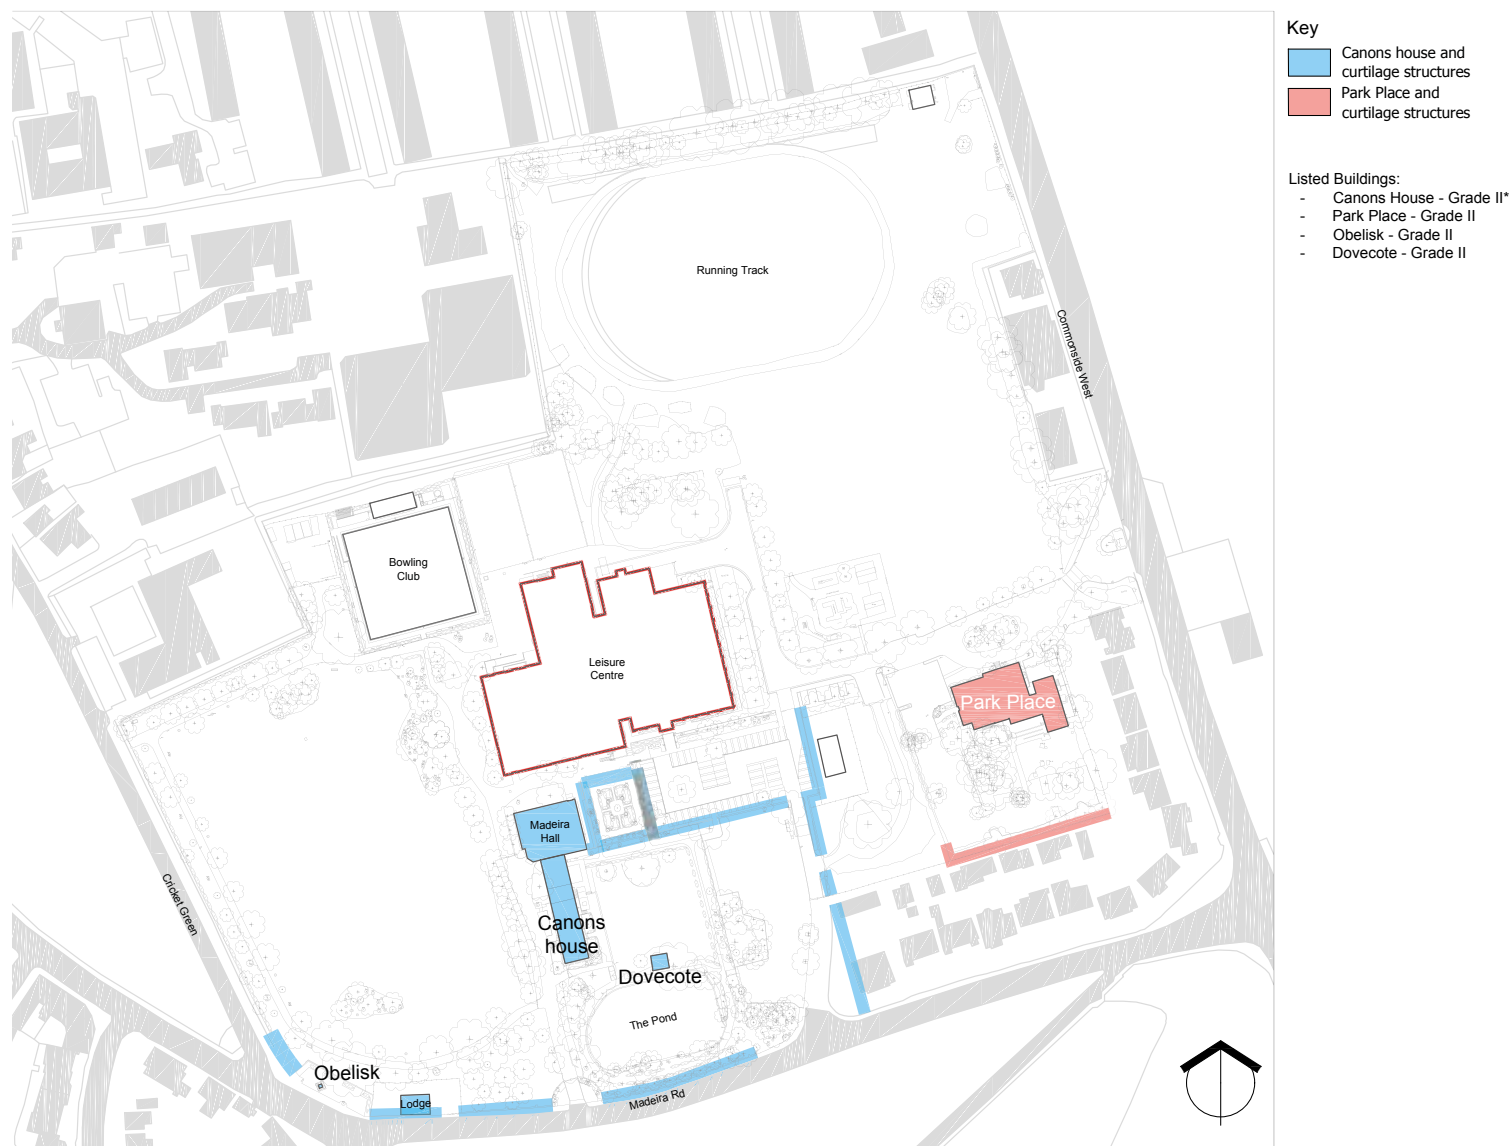 Key
Canons house and
curtilage structures
Park Place and
curtilage structures
Listed Buildings:
- Canons House - Grade II*
- Park Place - Grade II
- Obelisk - Grade II
- Dovecote - Grade II
Running Track
Commonside West
Bowling
Club
Leisure
Centre
Park Place
Madeira
Hall
Cricket Green
Canons
house
Dovecote
The Pond
Obelisk
Lodge
Madeira Rd